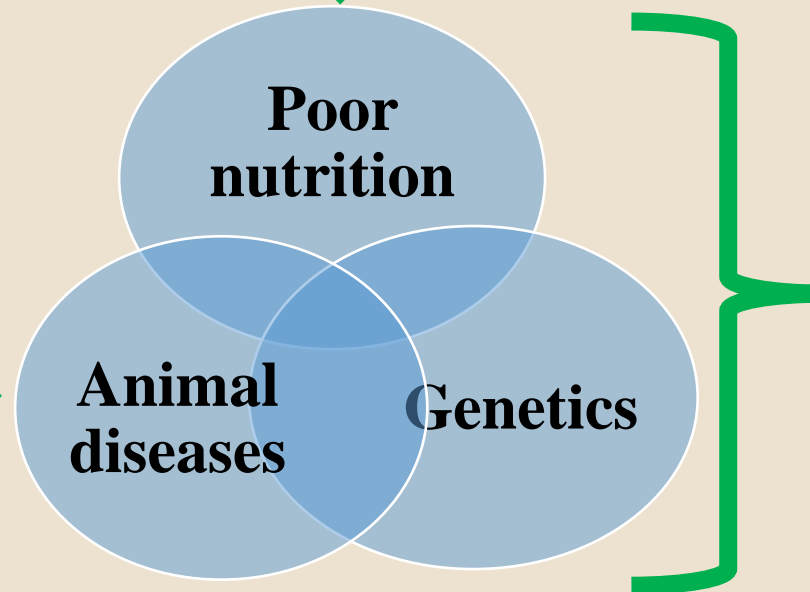 Poor
nutrition
Animal
diseases
Genetics